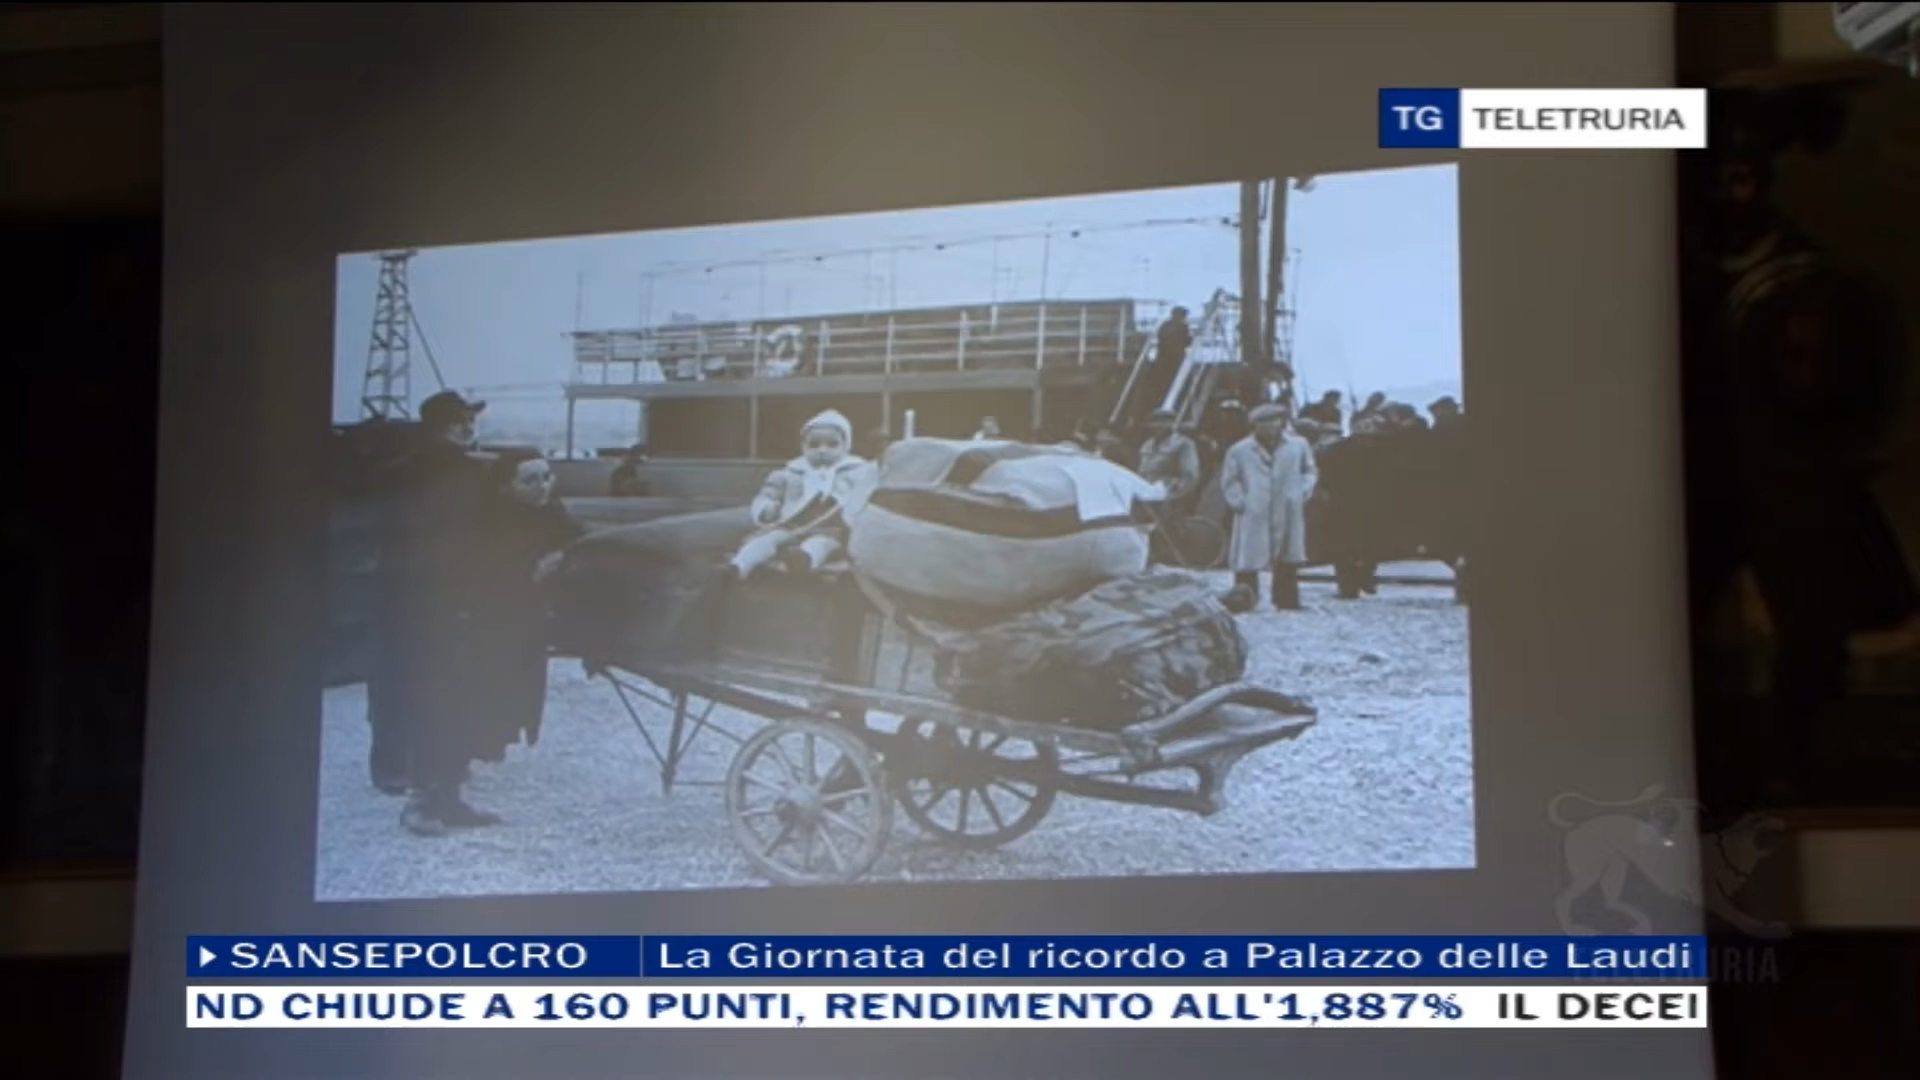 TG TELETRURIA
SANSEPOLCRO La Giornata del ricordo a Palazzo delle Laudi
TELETRURIA
ND CHIUDE A 160 PUNTI, RENDIMENTO ALL'1,887% IL DECEI